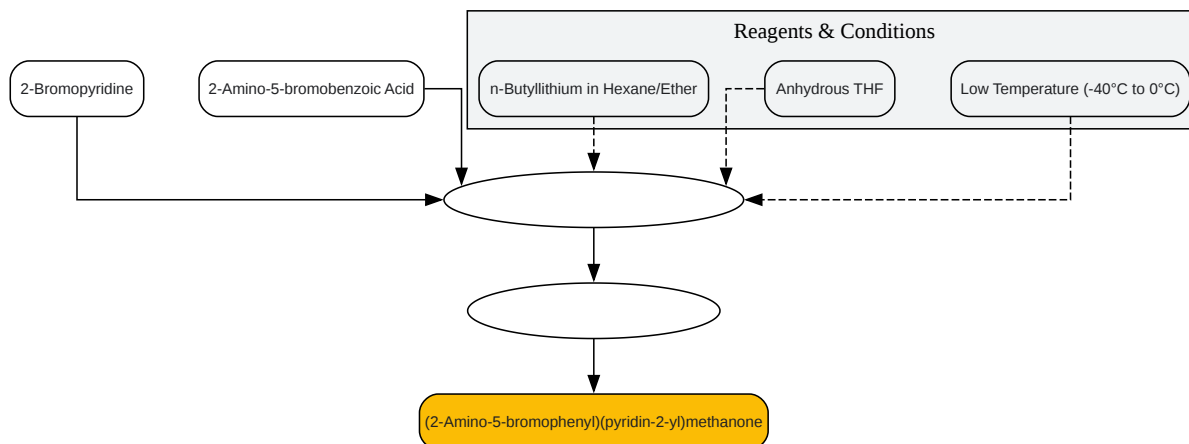 Reagents & Conditions
2-Bromopyridine
2-Amino-5-bromobenzoic Acid
n-Butyllithium in Hexane/Ether
Anhydrous THF
Low Temperature (-40°C to 0°C)
(2-Amino-5-bromophenyl)(pyridin-2-yl)methanone